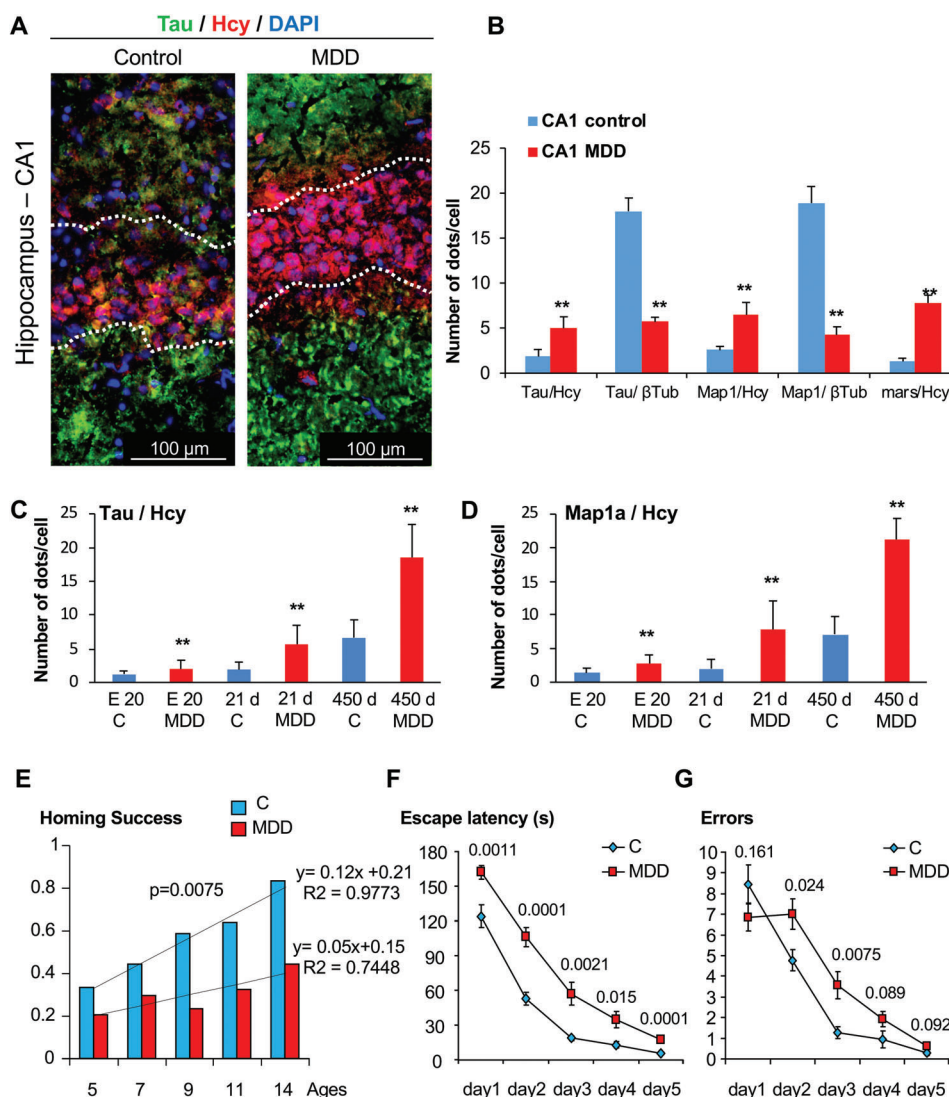 A
Tau / Hcy / DAPI
Control
MDD
Hippocampus – CA1
100 µm
100 µm
B
CA1 control
CA1 MDD
Number of dots/cell
25
20
15
10
5
0
**
**
**
**
**
Tau/Hcy
Tau/ βTub
Map1/Hcy
Map1/ βTub
mars/Hcy
C
Tau / Hcy
Number of dots/cell
25
20
15
10
5
0
**
**
**
E 20 C
E 20 MDD
21 d C
21 d MDD
450 d C
450 d MDD
D
Map1a / Hcy
Number of dots/cell
25
20
15
10
5
0
**
**
**
E 20 C
E 20 MDD
21 d C
21 d MDD
450 d C
450 d MDD
E
Homing Success
C
MDD
1
0.8
0.6
0.4
0.2
0
p=0.0075
y= 0.12x +0.21
R2 = 0.9773
y= 0.05x+0.15
R2 = 0.7448
5 7 9 11 14 Ages
F
Escape latency (s)
C
MDD
180
150
120
90
60
30
0
0.0011
0.0001
0.0021
0.015
0.0001
day1 day2 day3 day4 day5
G
Errors
C
MDD
10
9
8
7
6
5
4
3
2
1
0
0.161
0.024
0.0075
0.089
0.092
day1 day2 day3 day4 day5